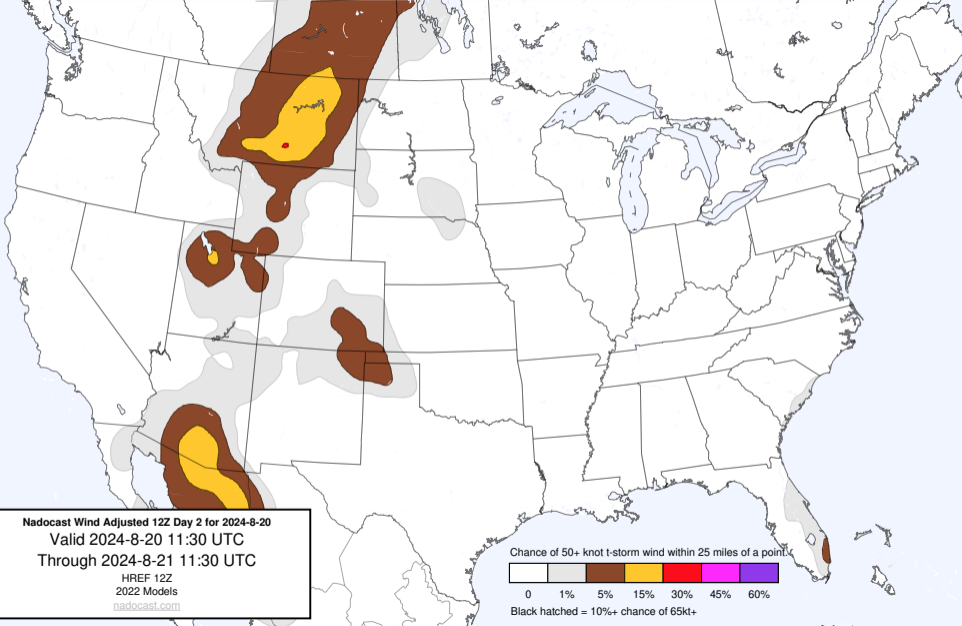 Nadocast Wind Adjusted 12Z Day 2 for 2024-8-20
Valid 2024-8-20 11:30 UTC
Through 2024-8-21 11:30 UTC
HREF 12Z
2022 Models
nadocast.com
Chance of 50+ knot t-storm wind within 25 miles of a point.
0 1% 5% 15% 30% 45% 60%
Black hatched = 10%+ chance of 65kt+